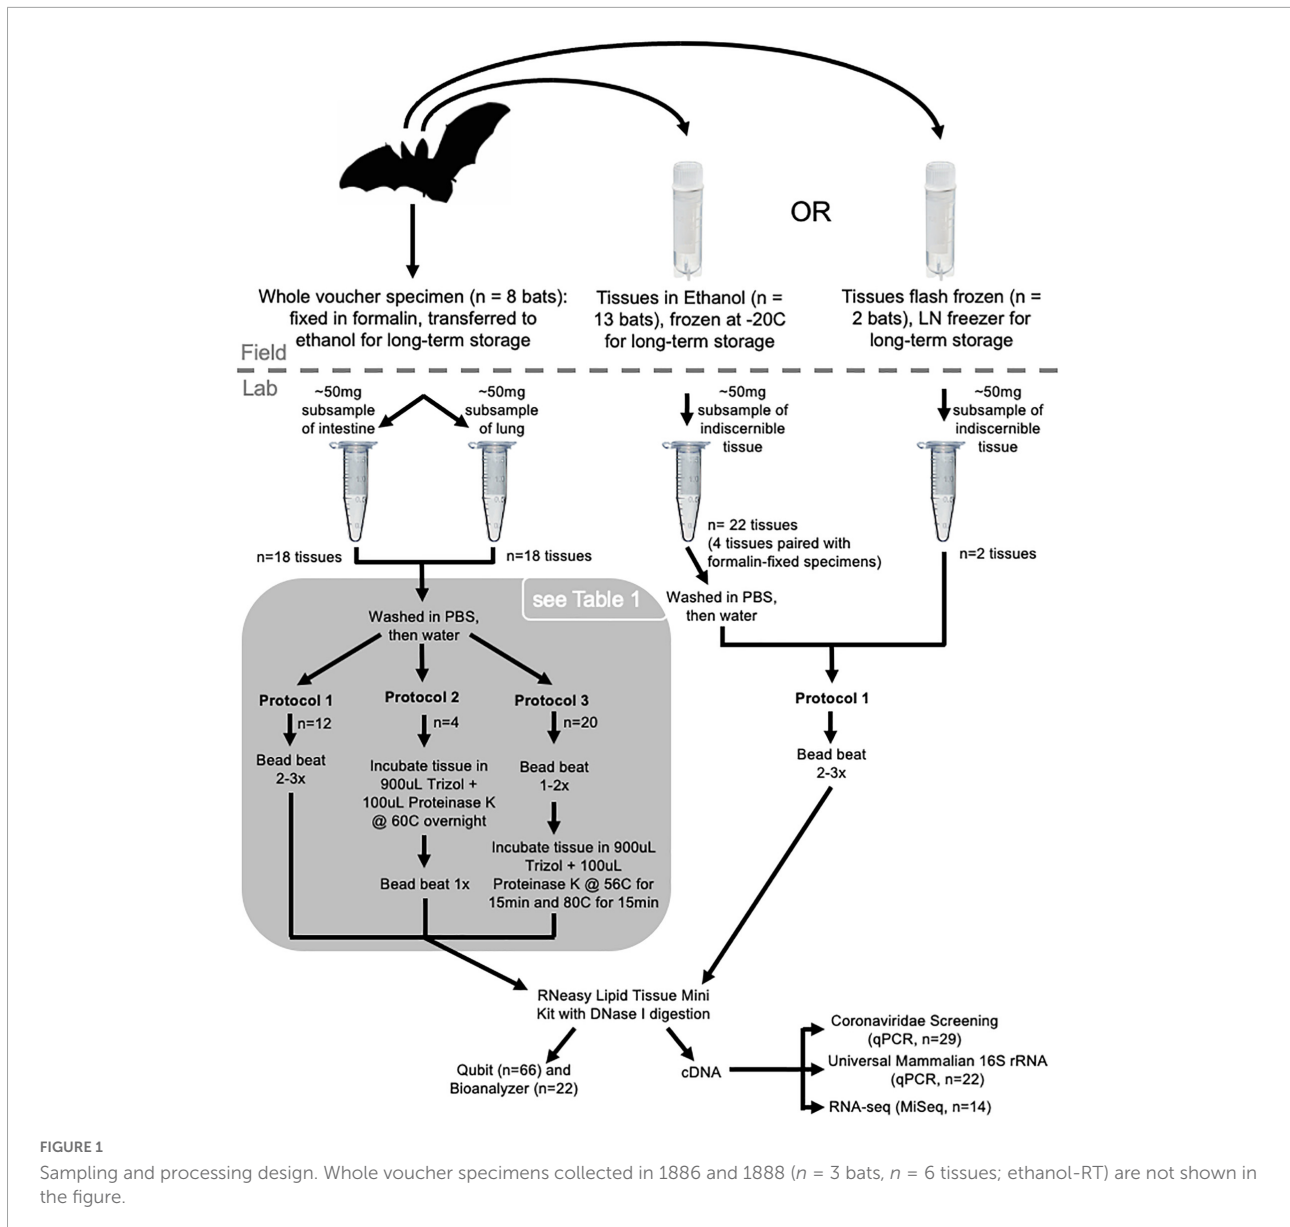 OR
Whole voucher specimen (n = 8 bats):
fixed in formalin, transferred to
ethanol for long-term storage
Tissues in Ethanol (n =
13 bats), frozen at -20C
for long-term storage
Tissues flash frozen (n =
2 bats), LN freezer for
long-term storage
Field
Lab
~50mg
subsample
of intestine
~50mg
subsample
of lung
~50mg
subsample of
indiscernible
tissue
~50mg
subsample of
indiscernible
tissue
n=18 tissues
n=18 tissues
n= 22 tissues
(4 tissues paired with
formalin-fixed specimens)
n=2 tissues
see Table 1
Washed in PBS,
then water
Washed in PBS,
then water
Protocol 1
n=12
Bead beat
2-3x
Protocol 2
n=4
Incubate tissue in
900uL Trizol +
100uL Proteinase K
@ 60C overnight
Bead beat 1x
Protocol 3
n=20
Bead beat
1-2x
Incubate tissue in 900uL
Trizol + 100uL
Proteinase K @ 56C for
15min and 80C for 15min
Protocol 1
Bead beat
2-3x
RNeasy Lipid Tissue Mini
Kit with DNase I digestion
Qubit (n=66) and
Bioanalyzer (n=22)
cDNA
Coronaviridae Screening
(qPCR, n=29)
Universal Mammalian 16S rRNA
(qPCR, n=22)
RNA-seq (MiSeq, n=14)
FIGURE 1
Sampling and processing design. Whole voucher specimens collected in 1886 and 1888 (n = 3 bats, n = 6 tissues; ethanol-RT) are not shown in
the figure.